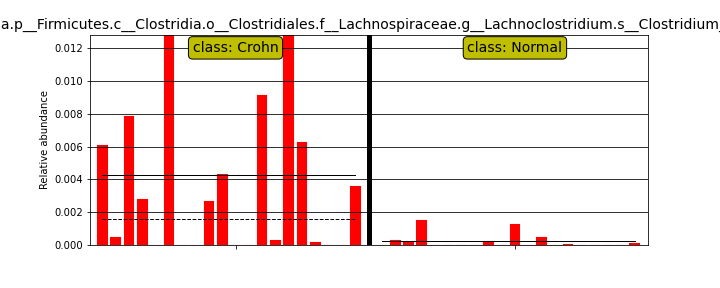 a.p__Firmicutes.c__Clostridia.o__Clostridiales.f__Lachnospiraceae.g__Lachnoclostridium.s__Clostridium_
class: Crohn
class: Normal
0.012
0.010
0.008
0.006
0.004
0.002
0.000
Relative abundance